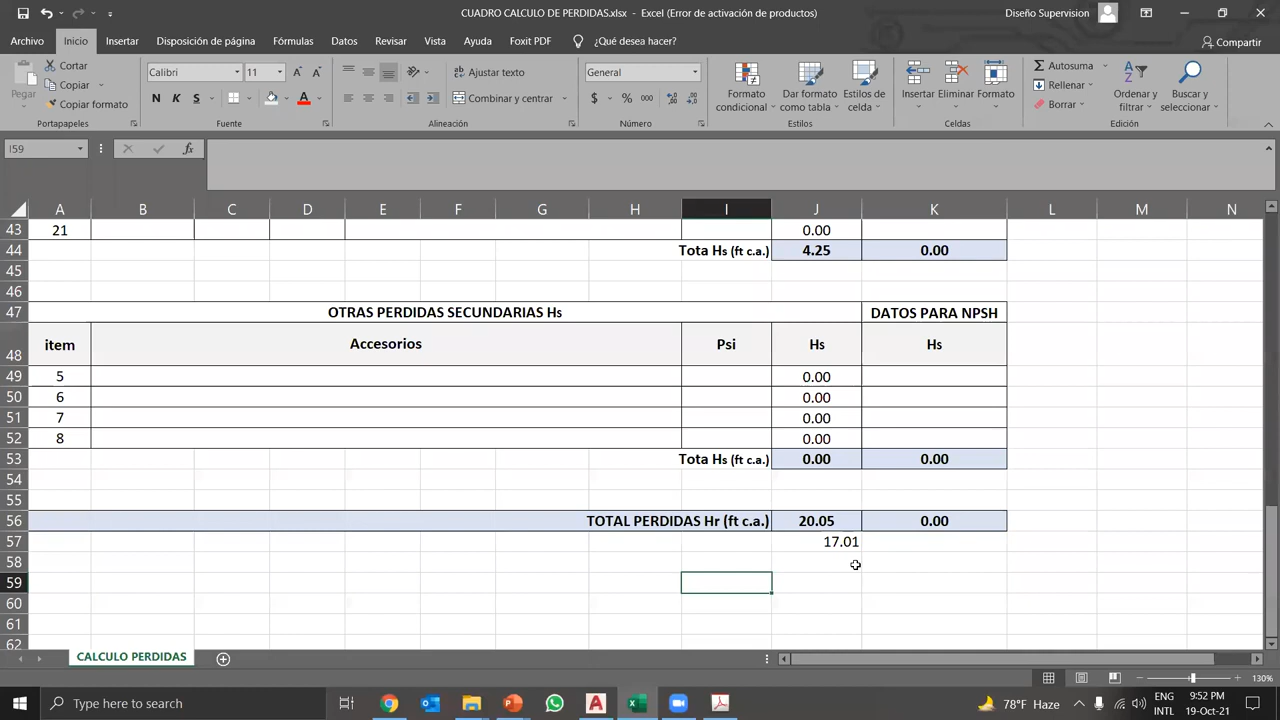 CUADRO CALCULO DE PERDIDAS.xlsx - Excel (Error de activación de productos)
Diseño Supervision
Archivo Inicio Insertar Disposición de página Fórmulas Datos Revisar Vista Ayuda Foxit PDF ¿Qué desea hacer? Compartir
Pegar
Cortar
Copiar
Copiar formato
Portapapeles
Calibri 11
N K S
Fuente
Ajustar texto
Combinar y centrar
Alineación
General
$ % 000
Número
Formato condicional
Dar formato como tabla
Estilos de celda
Estilos
Insertar Eliminar Formato
Celdas
Autosuma
Rellenar
Borrar
Ordenar y filtrar
Buscar y seleccionar
Edición
I59 fx
A B C D E F G H I J K L M N
43 21 0.00
44 Tota Hs (ft c.a.) 4.25 0.00
45
46
47 OTRAS PERDIDAS SECUNDARIAS Hs DATOS PARA NPSH
48 item Accesorios Psi Hs Hs
49 5 0.00
50 6 0.00
51 7 0.00
52 8 0.00
53 Tota Hs (ft c.a.) 0.00 0.00
54
55
56 TOTAL PERDIDAS Hr (ft c.a.) 20.05 0.00
57 17.01
58
59
60
61
62
CALCULO PERDIDAS
130%
Type here to search
78°F Haze
ENG
INTL
9:52 PM
19-Oct-21